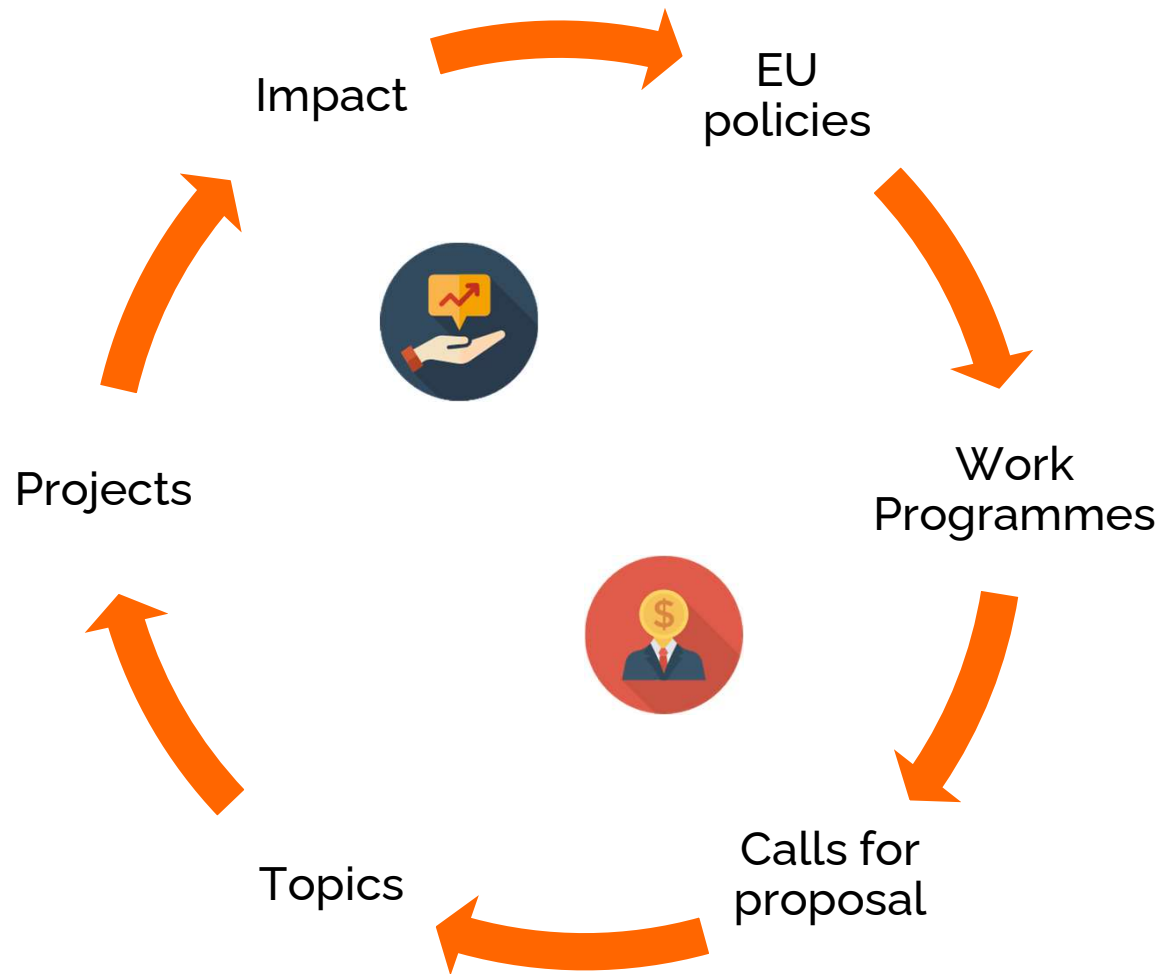 Impact
EU
policies
Work
Programmes
Calls for
proposal
Topics
Projects
$